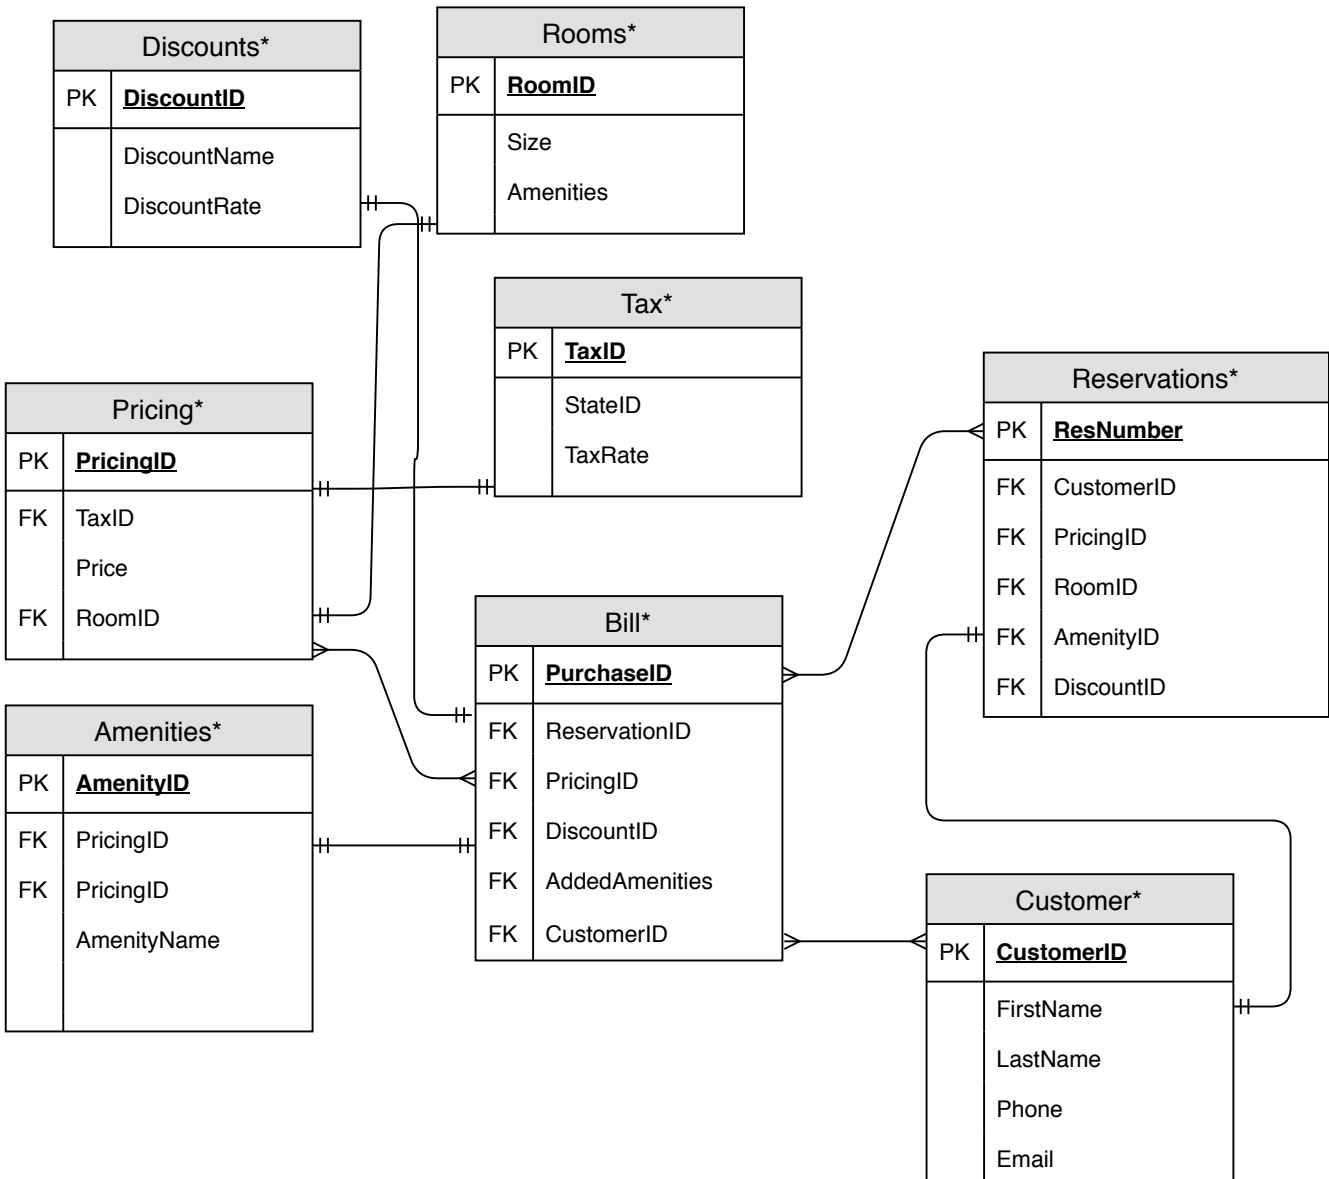 Discounts*
PK DiscountID
DiscountName
DiscountRate
Rooms*
PK RoomID
Size
Amenities
Tax*
PK TaxID
StateID
TaxRate
Pricing*
PK PricingID
FK TaxID
Price
FK RoomID
Reservations*
PK ResNumber
FK CustomerID
FK PricingID
FK RoomID
FK AmenityID
FK DiscountID
Bill*
PK PurchaseID
FK ReservationID
FK PricingID
FK DiscountID
FK AddedAmenities
FK CustomerID
Amenities*
PK AmenityID
FK PricingID
FK PricingID
AmenityName
Customer*
PK CustomerID
FirstName
LastName
Phone
Email